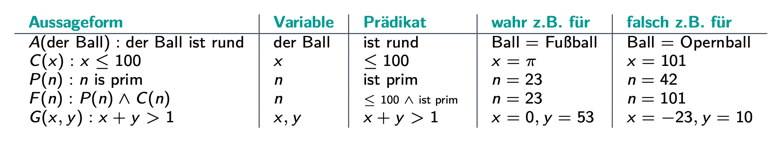 Aussageform Variable Prädikat wahr z.B. für falsch z.B. für
A(der Ball) : der Ball ist rund der Ball ist rund Ball = Fußball Ball = Opernball
C(x) : x ≤ 100 x ≤ 100 x = π x = 101
P(n) : n is prim n ist prim n = 23 n = 42
F(n) : P(n) ∧ C(n) n ≤ 100 ∧ ist prim n = 23 n = 101
G(x, y) : x + y > 1 x, y x + y > 1 x = 0, y = 53 x = −23, y = 10